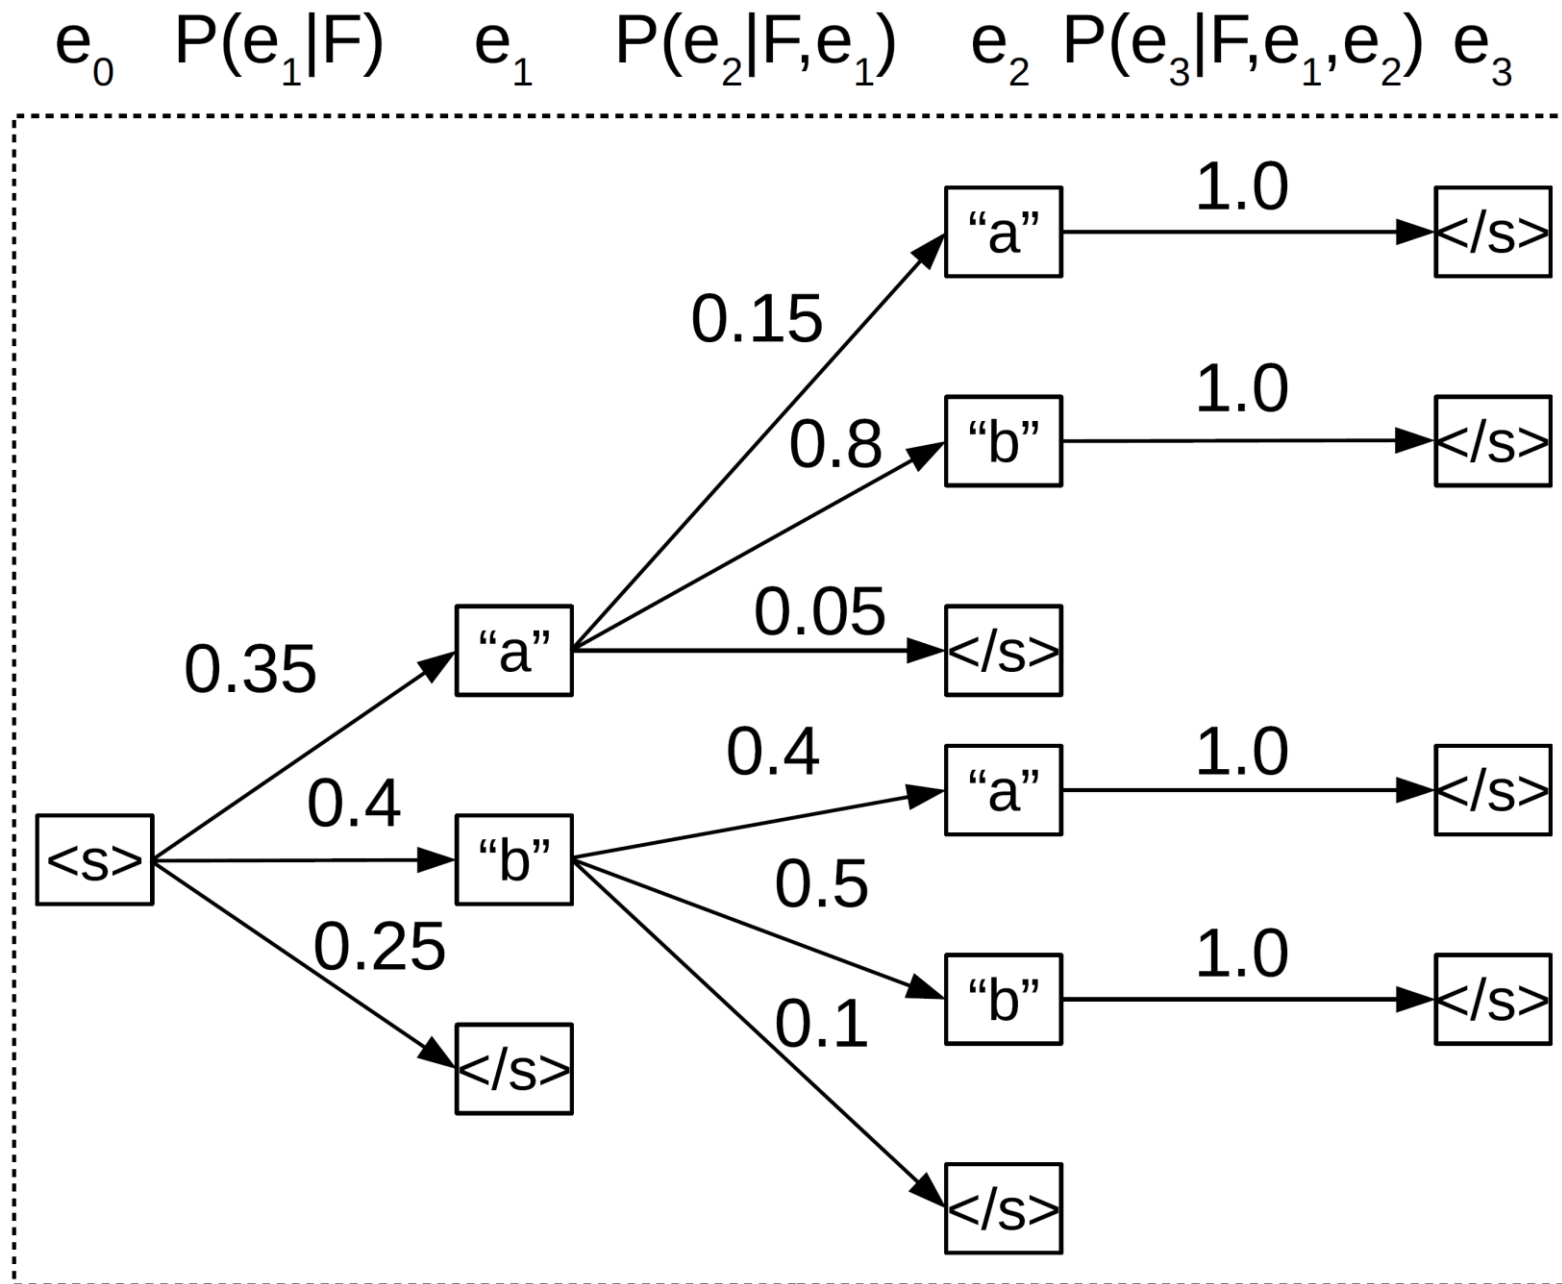 e₀ P(e₁|F) e₁ P(e₂|F,e₁) e₂ P(e₃|F,e₁,e₂) e₃
“a” 1.0 </s>
0.15
“b” 1.0 </s>
0.8
0.35 “a” 0.05 </s>
0.4 “a” 1.0 </s>
<s> 0.4 “b”
0.5 “b” 1.0 </s>
0.25 </s>
0.1 </s>